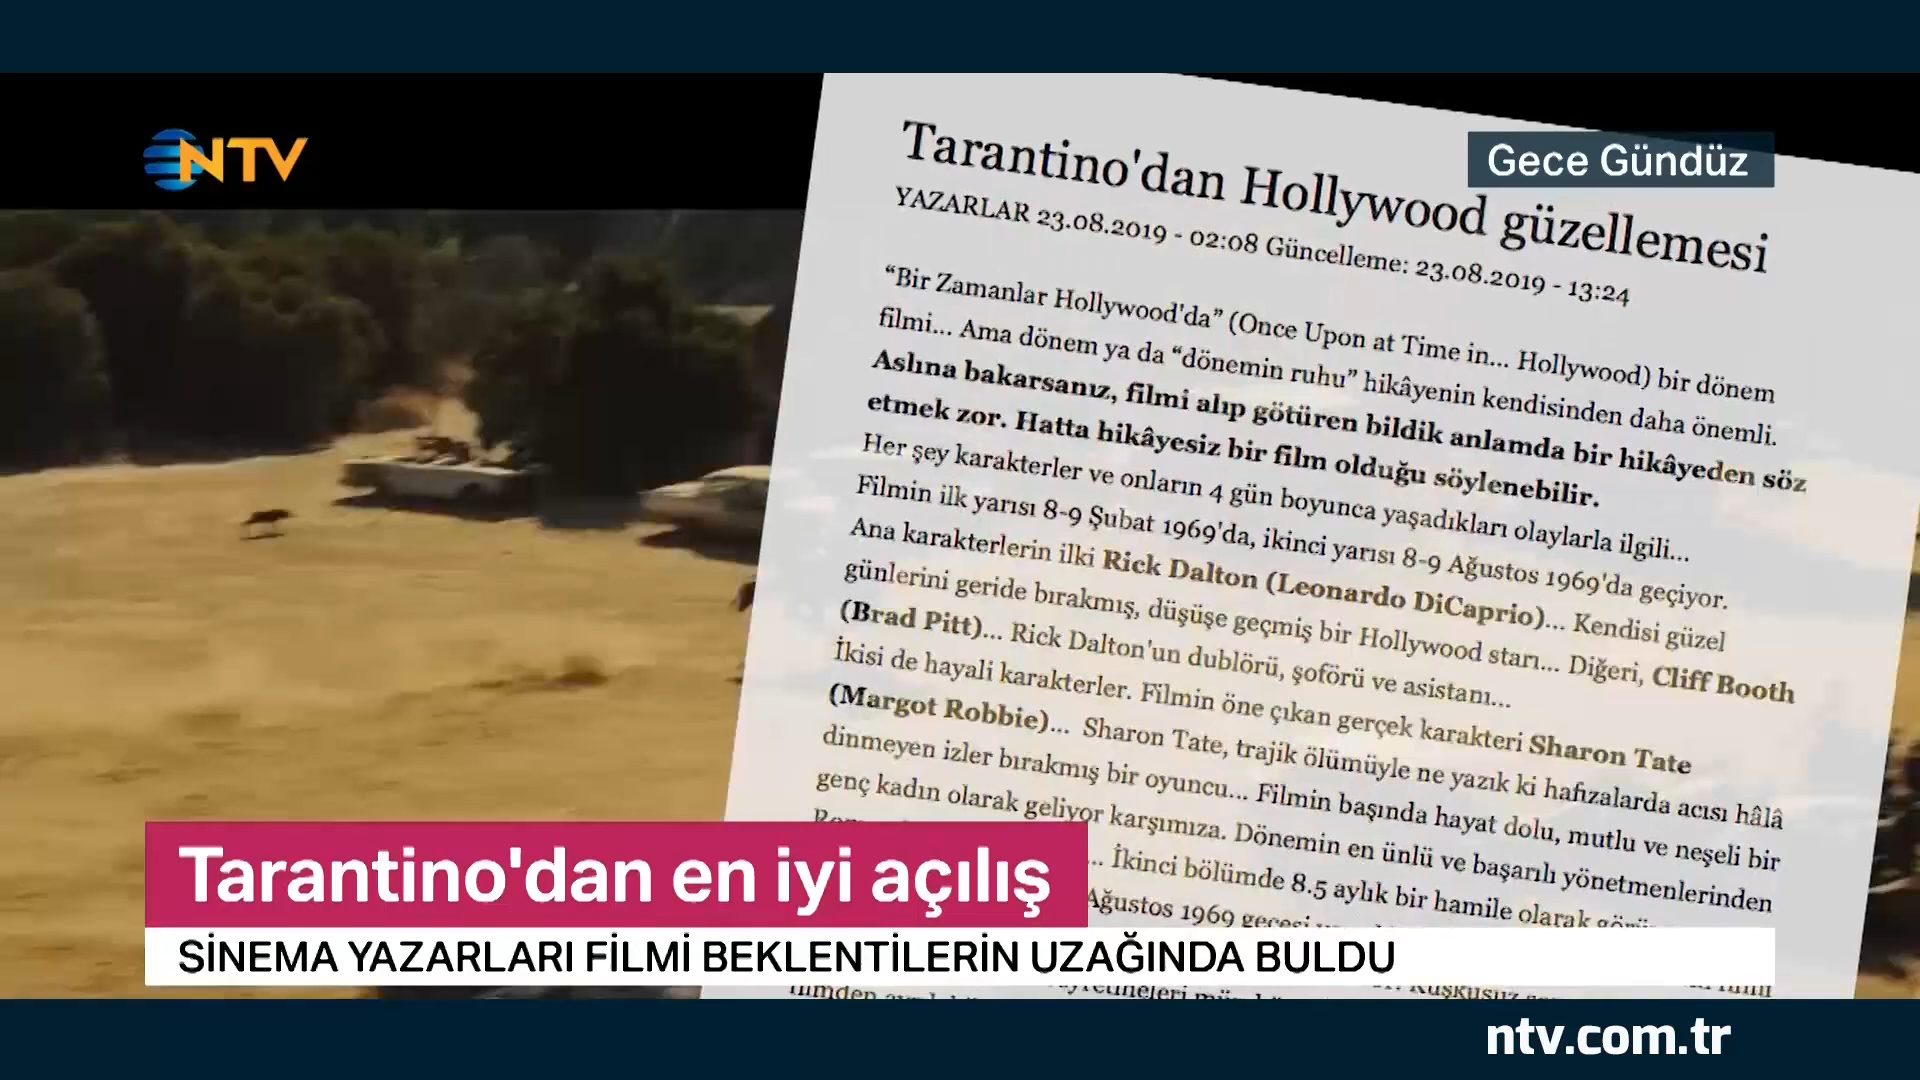 NTV
Gece Gündüz
Tarantino'dan Hollywood güzellemesi
YAZARLAR 23.08.2019 - 02:08 Güncelleme: 23.08.2019 - 13:24
“Bir Zamanlar Hollywood'da” (Once Upon at Time in... Hollywood) bir dönem
filmi... Ama dönem ya da “dönemin ruhu” hikâyenin kendisinden daha önemli.
Aslına bakarsanız, filmi alıp götüren bildik anlamda bir hikâyeden söz
etmek zor. Hatta hikâyesiz bir film olduğu söylenebilir.
Her şey karakterler ve onların 4 gün boyunca yaşadıkları olaylarla ilgili...
Filmin ilk yarısı 8-9 Şubat 1969'da, ikinci yarısı 8-9 Ağustos 1969'da geçiyor.
Ana karakterlerin ilki Rick Dalton (Leonardo DiCaprio)... Kendisi güzel
günlerini geride bırakmış, düşüşe geçmiş bir Hollywood starı... Diğeri, Cliff Booth
(Brad Pitt)... Rick Dalton'un dublörü, şoförü ve asistanı...
İkisi de hayali karakterler. Filmin öne çıkan gerçek karakteri Sharon Tate
(Margot Robbie)... Sharon Tate, trajik ölümüyle ne yazık ki hafızalarda acısı hâlâ
dinmeyen izler bırakmış bir oyuncu... Filmin başında hayat dolu, mutlu ve neşeli bir
genç kadın olarak geliyor karşımıza. Dönemin en ünlü ve başarılı yönetmenlerinden
... İkinci bölümde 8.5 aylık bir hamile olarak
Ağustos 1969 gecesi
Tarantino'dan en iyi açılış
SİNEMA YAZARLARI FİLMİ BEKLENTİLERİN UZAĞINDA BULDU
ntv.com.tr